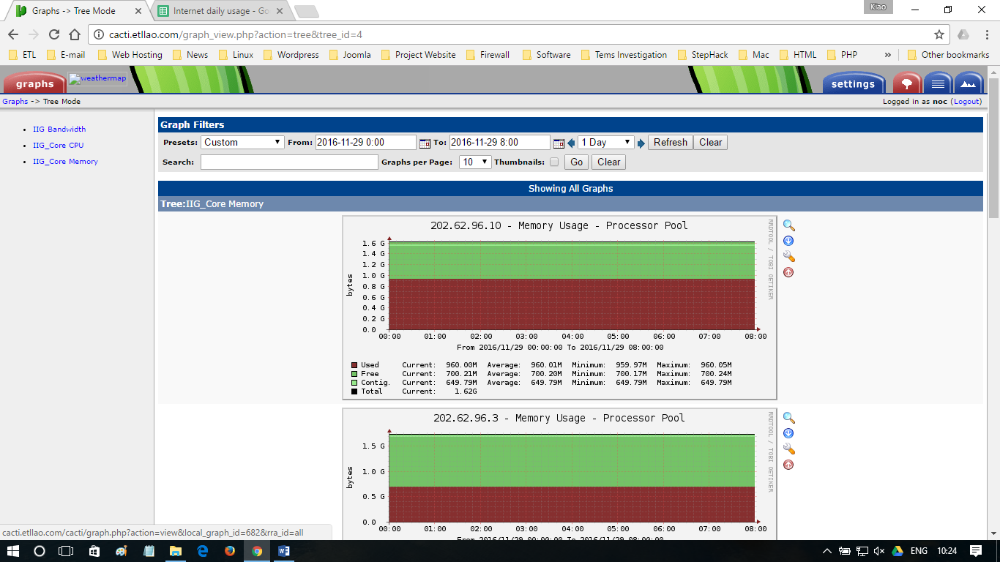 Graphs -> Tree Mode
Internet daily usage - Go
Kiao
cacti.etllao.com/graph_view.php?action=tree&tree_id=4
ETL E-mail Web Hosting News Linux Wordpress Joomla Project Website Firewall Software Tems Investigation StepHack Mac HTML PHP » Other bookmarks
graphs weathermap settings
Graphs -> Tree Mode Logged in as noc (Logout)
IIG Bandwidth
IIG_Core CPU
IIG_Core Memory
Graph Filters
Presets: Custom From: 2016-11-29 0:00 To: 2016-11-29 8:00 1 Day Refresh Clear
Search: Graphs per Page: 10 Thumbnails: Go Clear
Showing All Graphs
Tree:IIG_Core Memory
202.62.96.10 - Memory Usage - Processor Pool
RRDTOOL / TOBI OETIKER
bytes
1.6 G
1.4 G
1.2 G
1.0 G
0.8 G
0.6 G
0.4 G
0.2 G
0.0
00:00 01:00 02:00 03:00 04:00 05:00 06:00 07:00 08:00
From 2016/11/29 00:00:00 To 2016/11/29 08:00:00
Used Current: 960.00M Average: 960.01M Minimum: 959.97M Maximum: 960.05M
Free Current: 700.21M Average: 700.20M Minimum: 700.17M Maximum: 700.24M
Contig. Current: 649.79M Average: 649.79M Minimum: 649.79M Maximum: 649.79M
Total Current: 1.62G
202.62.96.3 - Memory Usage - Processor Pool
RRDTOOL / TOBI OETIKER
bytes
1.5 G
1.0 G
0.5 G
0.0
00:00 01:00 02:00 03:00 04:00 05:00 06:00 07:00 08:00
From 2016/11/29 00:00:00 To 2016/11/29 08:00:00
cacti.etllao.com/cacti/graph.php?action=view&local_graph_id=682&rra_id=all
ENG 10:24